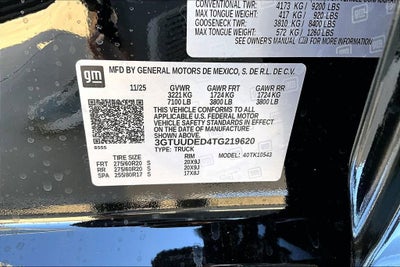 CONVENTIONAL TWR: 4173 KG / 9200 LBS
MAX TONGUE WEIGHT: 417 KG / 920 LBS
GOOSENECK TWR: 3810 KG / 8400 LBS
MAX TONGUE WEIGHT: 572 KG / 1260 LBS
SEE OWNER'S MANUAL FOR ADDITIONAL INFORMATION
gm
MFD BY GENERAL MOTORS DE MEXICO, S. DE R.L. DE C.V.
11/25 GVWR GAWR FRT GAWR RR
3221 KG 1724 KG 1724 KG
7100 LB 3800 LB 3800 LB
THIS VEHICLE CONFORMS TO ALL
APPLICABLE U.S. FEDERAL MOTOR
VEHICLE SAFETY STANDARDS IN
EFFECT ON THE DATE OF
MANUFACTURE SHOWN ABOVE.
3GTUUDED4TG219620
TYPE: TRUCK
TIRE SIZE RIM MODEL: 40TK10543
FRT 275/60R20 S 20X9J
RR 275/60R20 S 20X9J
SPA 255/80R17 S 17X8J